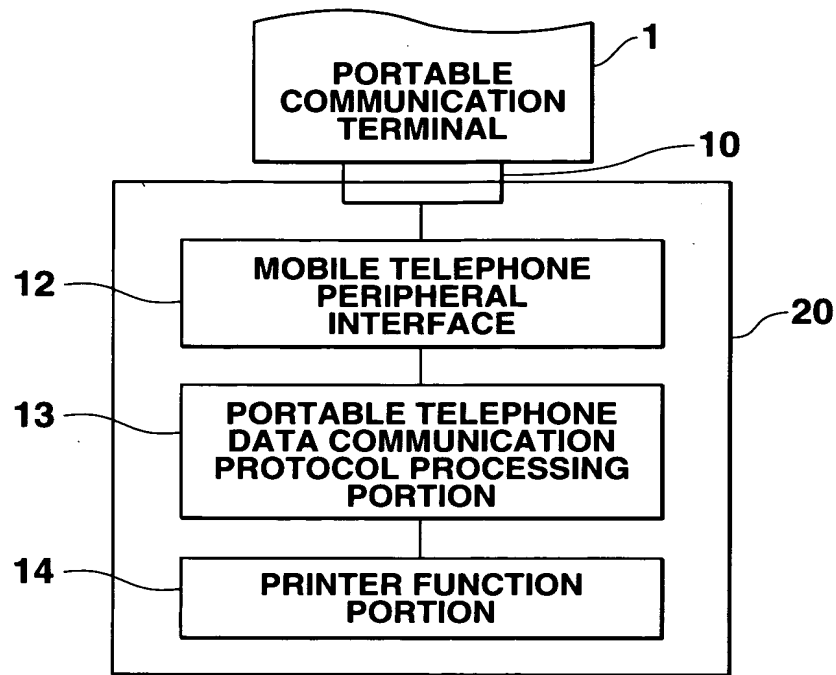 1
PORTABLE
COMMUNICATION
TERMINAL
10
12
MOBILE TELEPHONE
PERIPHERAL
INTERFACE
20
13
PORTABLE TELEPHONE
DATA COMMUNICATION
PROTOCOL PROCESSING
PORTION
14
PRINTER FUNCTION
PORTION